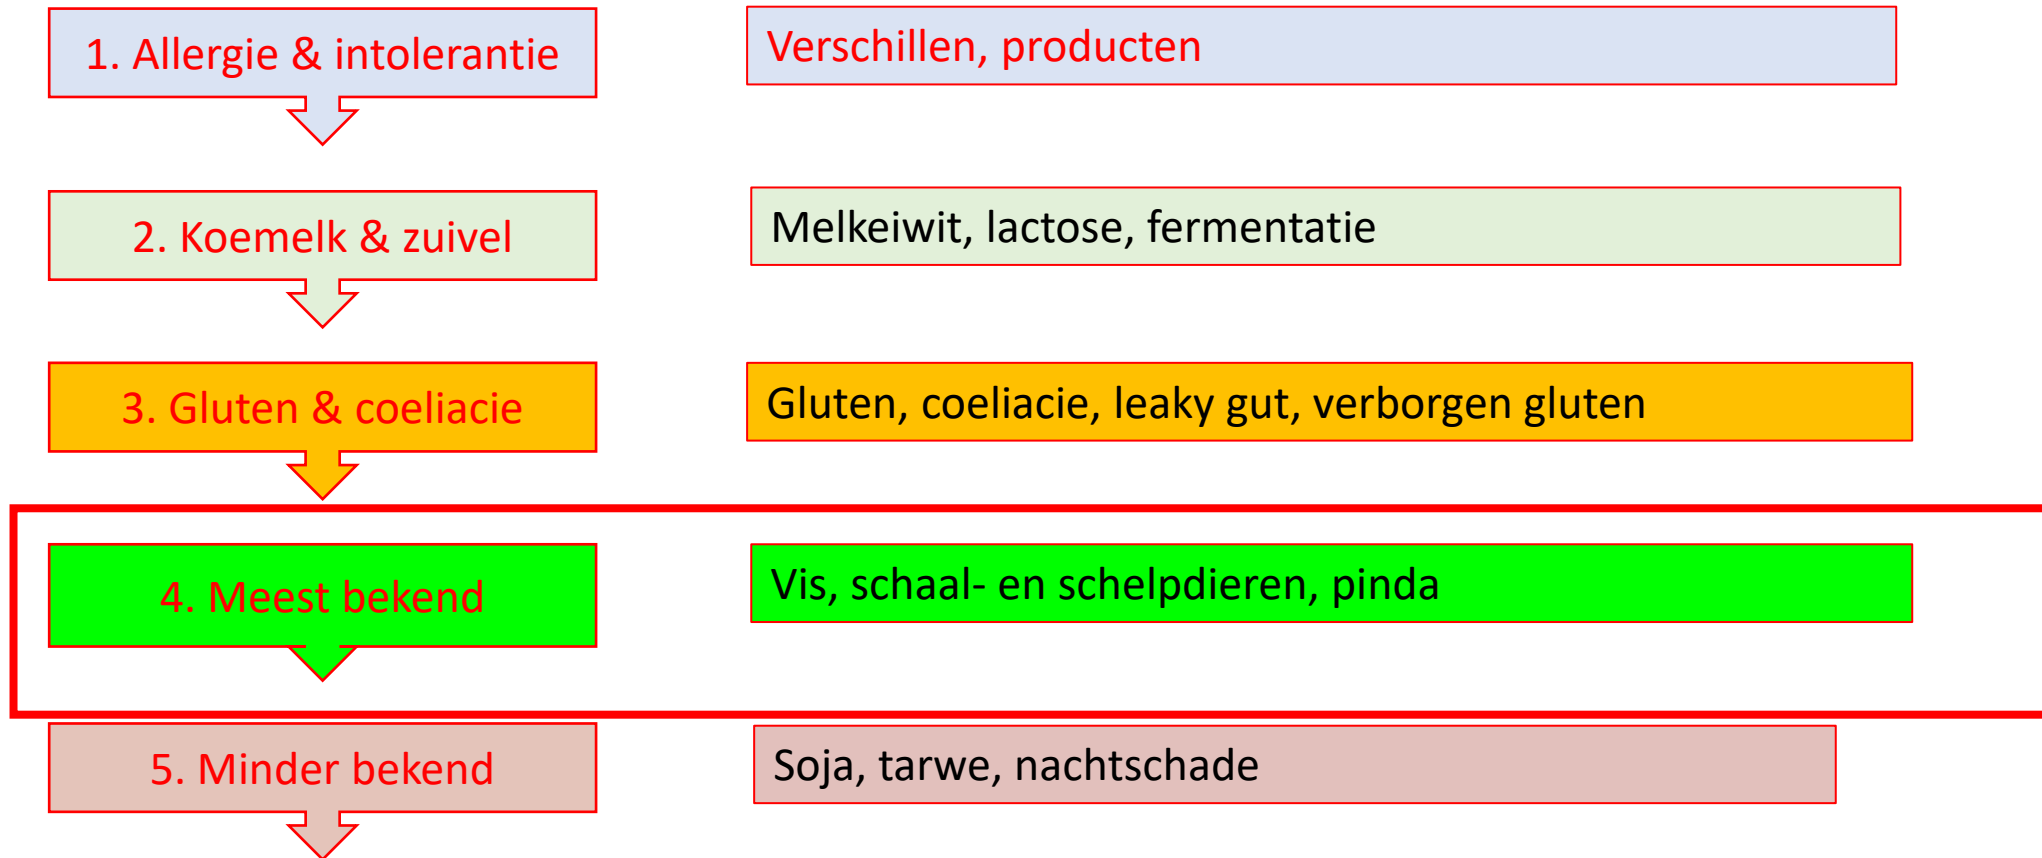 1. Allergie & intolerantie
Verschillen, producten
2. Koemelk & zuivel
Melkeiwit, lactose, fermentatie
3. Gluten & coeliacie
Gluten, coeliacie, leaky gut, verborgen gluten
4. Meest bekend
Vis, schaal- en schelpdieren, pinda
5. Minder bekend
Soja, tarwe, nachtschade